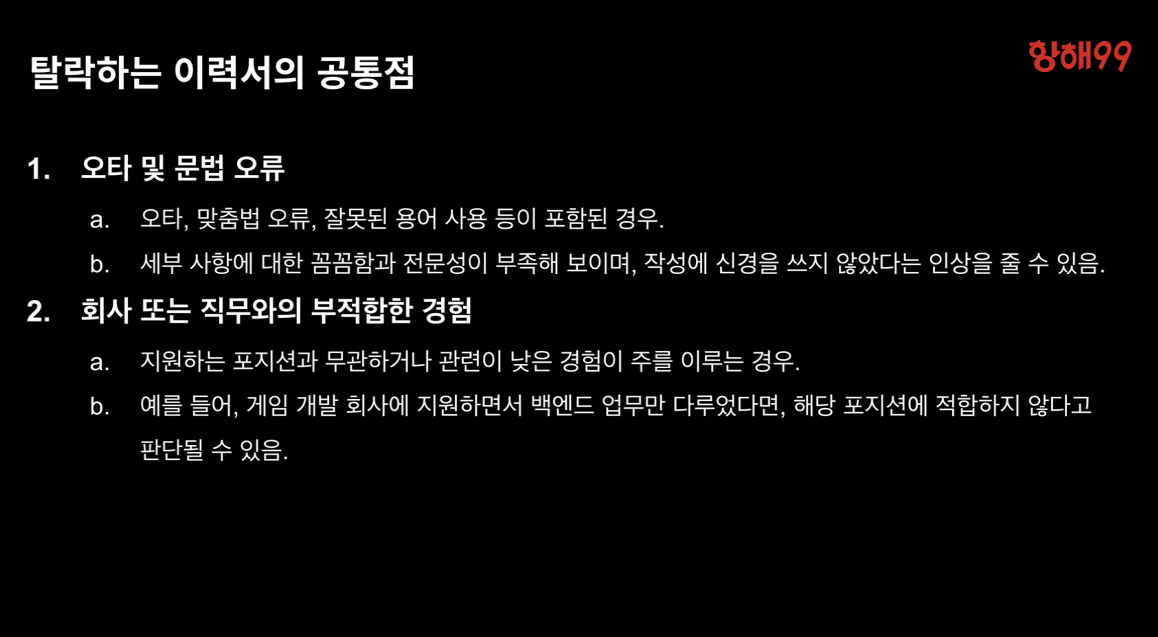 탈락하는 이력서의 공통점
항해99
1. 오타 및 문법 오류
a. 오타, 맞춤법 오류, 잘못된 용어 사용 등이 포함된 경우.
b. 세부 사항에 대한 꼼꼼함과 전문성이 부족해 보이며, 작성에 신경을 쓰지 않았다는 인상을 줄 수 있음.
2. 회사 또는 직무와의 부적합한 경험
a. 지원하는 포지션과 무관하거나 관련이 낮은 경험이 주를 이루는 경우.
b. 예를 들어, 게임 개발 회사에 지원하면서 백엔드 업무만 다루었다면, 해당 포지션에 적합하지 않다고
판단될 수 있음.